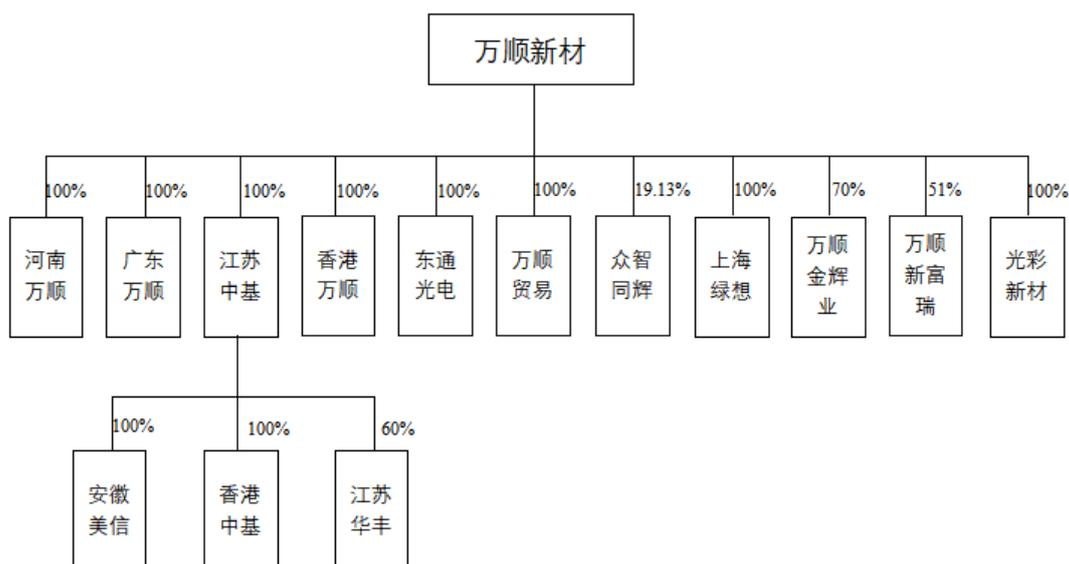 万顺新材
100%
100%
100%
100%
100%
100%
19.13%
100%
70%
51%
100%
河南
万顺
广东
万顺
江苏
中基
香港
万顺
东通
光电
万顺
贸易
众智
同辉
上海
绿想
万顺
金辉
业
万顺
新富
瑞
光彩
新材
100%
100%
60%
安徽
美信
香港
中基
江苏
华丰